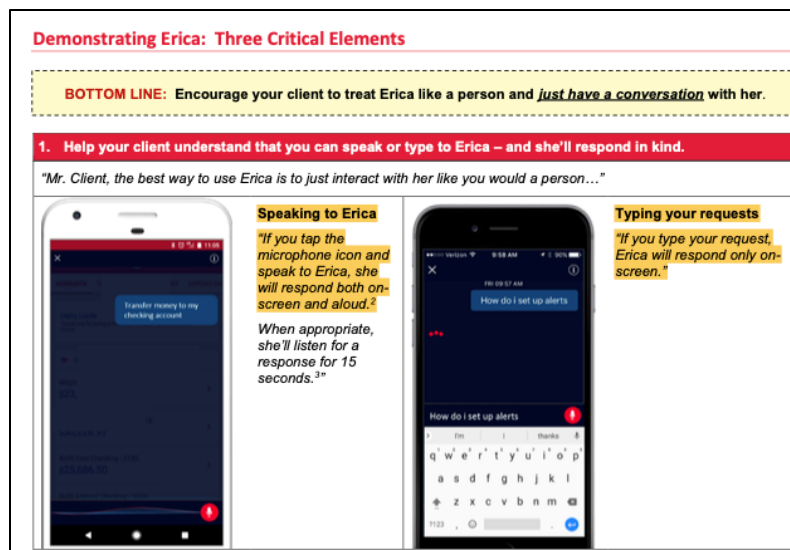 Demonstrating Erica: Three Critical Elements
BOTTOM LINE: Encourage your client to treat Erica like a person and just have a conversation with her.
1. Help your client understand that you can speak or type to Erica – and she'll respond in kind.
"Mr. Client, the best way to use Erica is to just interact with her like you would a person…"
11:05
Transfer money to my
checking account
Speaking to Erica
"If you tap the
microphone icon and
speak to Erica, she
will respond both on-
screen and aloud.²
When appropriate,
she'll listen for a
response for 15
seconds.³"
Verizon 9:58 AM 90%
FRI 09:57 AM
How do i set up alerts
How do i set up alerts
I'm I thanks
q w e r t y u i o p
a s d f g h j k l
z x c v b n m
?123 , .
Typing your requests
"If you type your request,
Erica will respond only on-
screen."